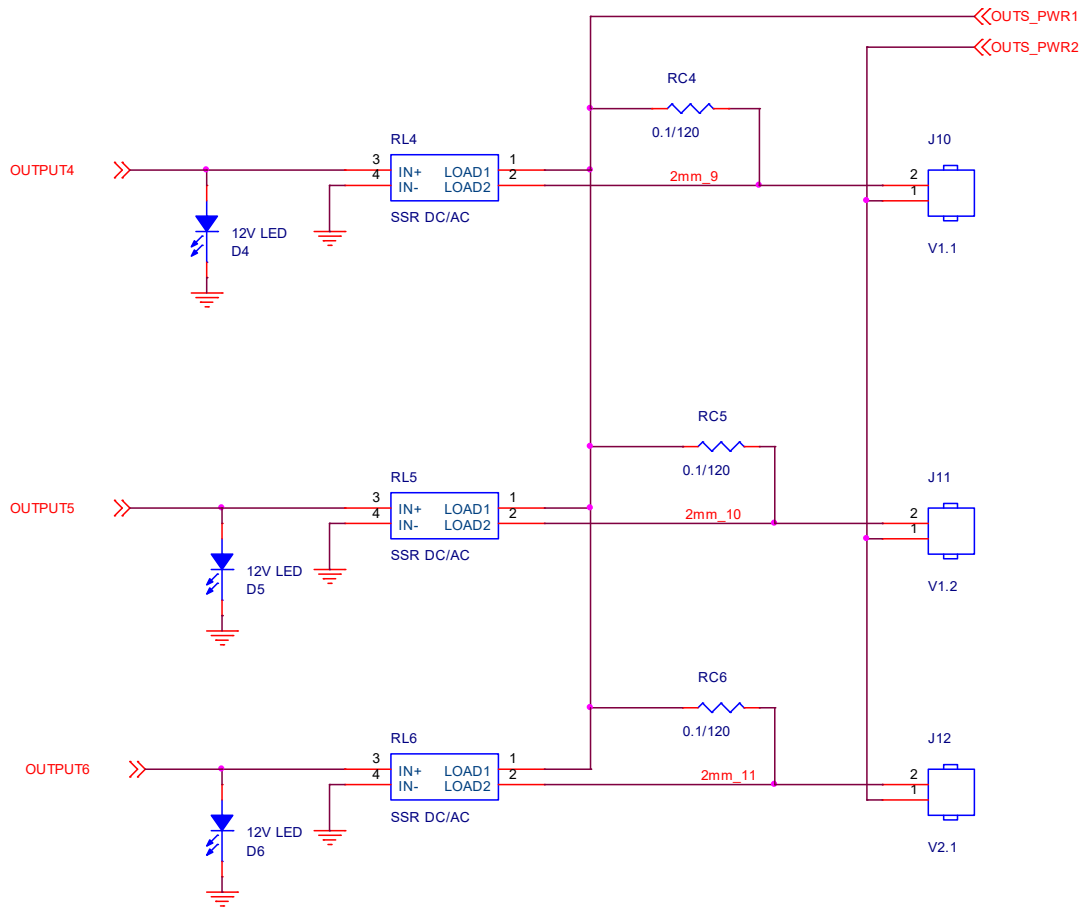 OUTS_PWR1
OUTS_PWR2
RC4
0.1/120
RL4
J10
OUTPUT4
3
4
IN+
IN-
LOAD1
LOAD2
1
2
2mm_9
2
1
SSR DC/AC
12V LED
D4
V1.1
RC5
0.1/120
RL5
J11
OUTPUT5
3
4
IN+
IN-
LOAD1
LOAD2
1
2
2mm_10
2
1
SSR DC/AC
12V LED
D5
V1.2
RC6
0.1/120
RL6
J12
OUTPUT6
3
4
IN+
IN-
LOAD1
LOAD2
1
2
2mm_11
2
1
SSR DC/AC
12V LED
D6
V2.1